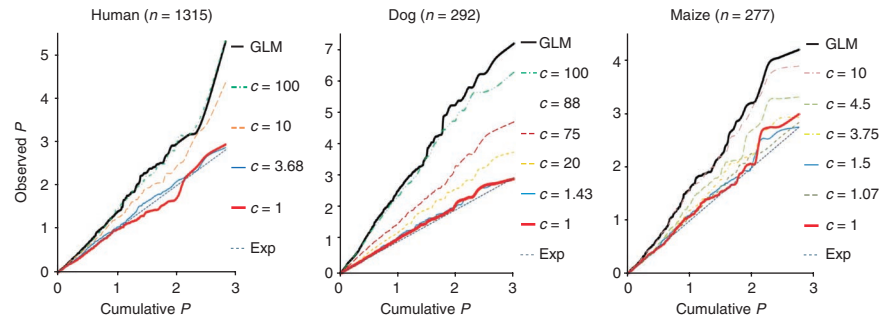 Human (n = 1315)
Observed P
5
4
3
2
1
0
0 1 2 3
Cumulative P
GLM
c = 100
c = 10
c = 3.68
c = 1
Exp
Dog (n = 292)
7
6
5
4
3
2
1
0
0 1 2 3
Cumulative P
GLM
c = 100
88
c = 75
c = 20
c = 1.43
c = 1
Exp
Maize (n = 277)
4
3
2
1
0
0 1 2 3
Cumulative P
GLM
c = 10
c = 4.5
c = 3.75
c = 1.5
c = 1.07
c = 1
Exp